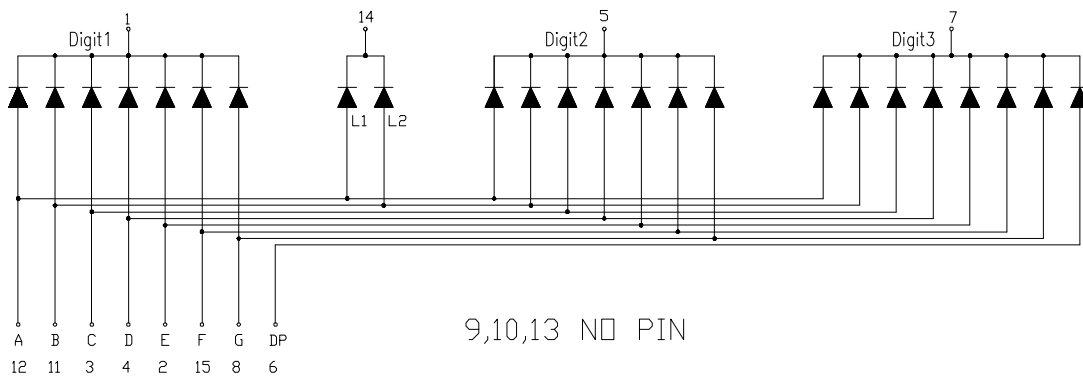 1 14 5 7
Digit1 Digit2 Digit3
L1 L2
A B C D E F G DP
12 11 3 4 2 15 8 6
9,10,13 NO PIN